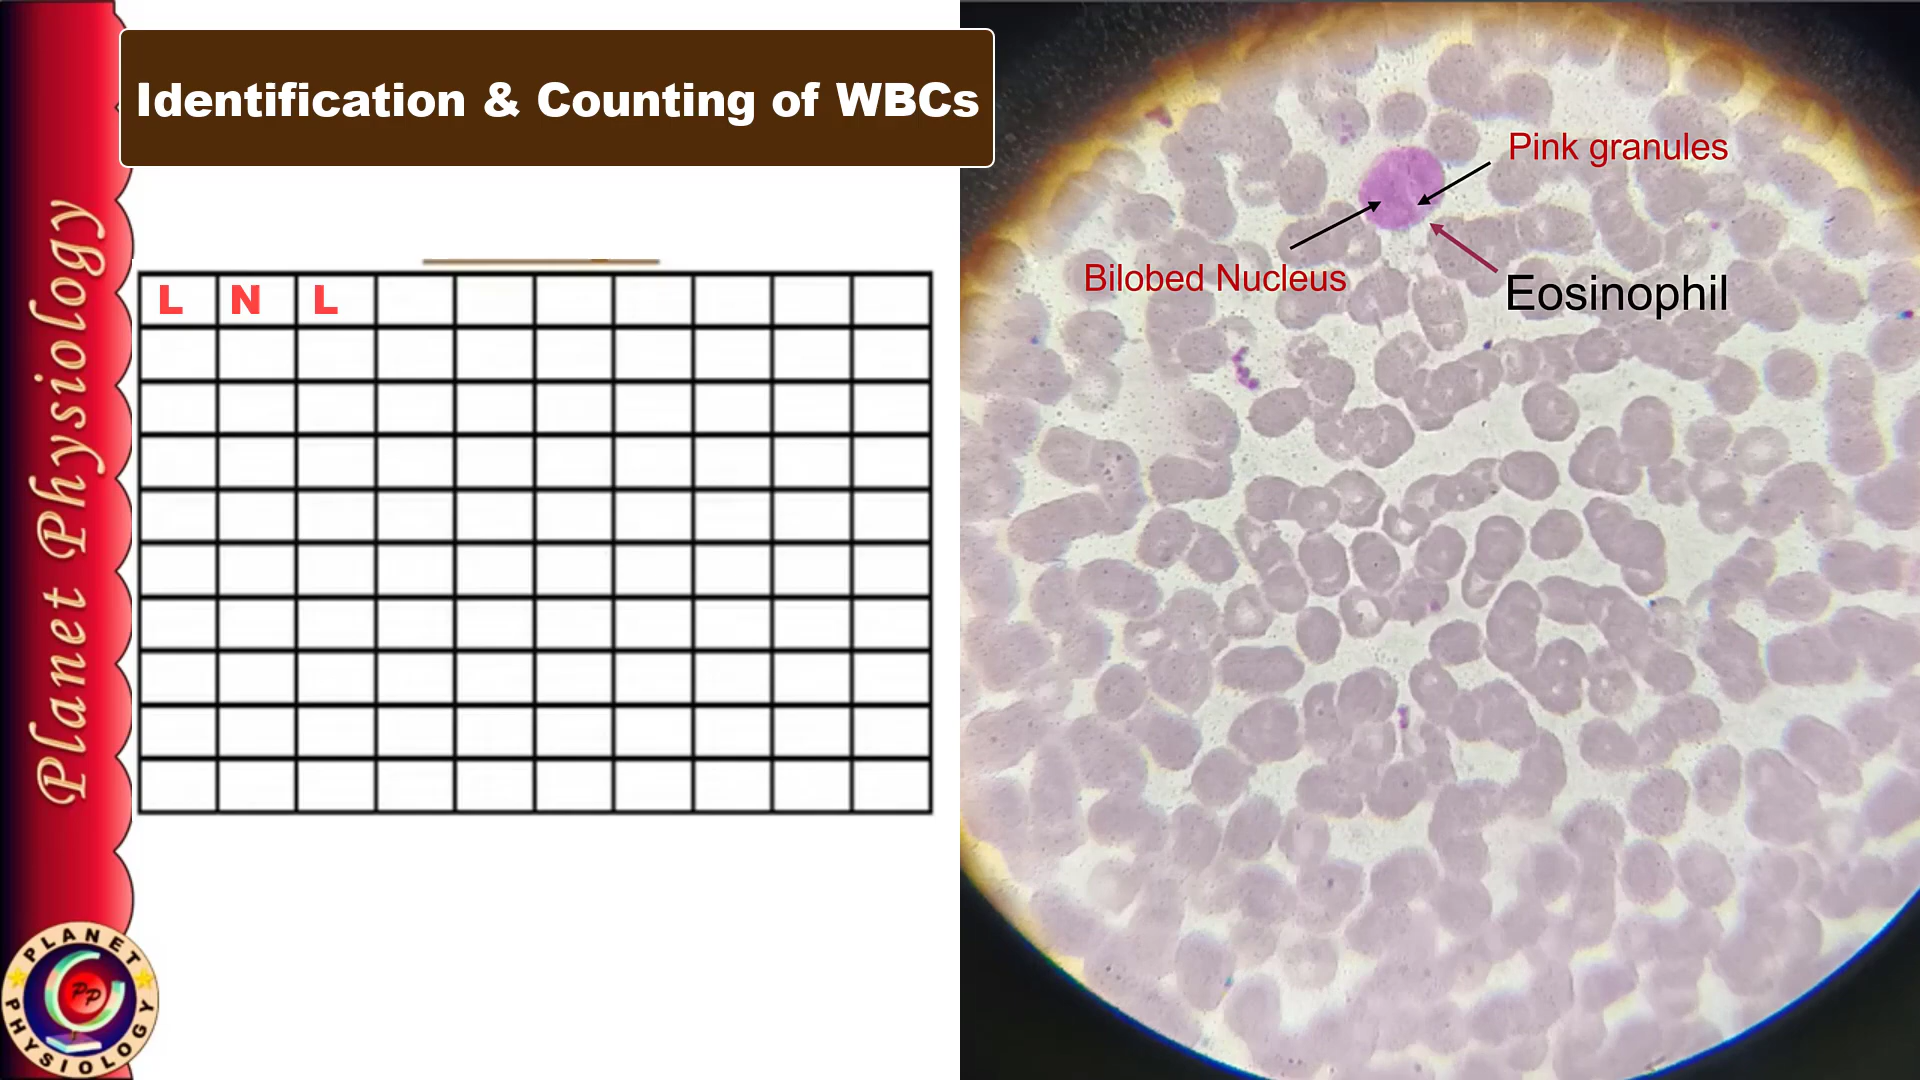 Identification & Counting of WBCs
Planet Physiology
L N L
Pink granules
Bilobed Nucleus
Eosinophil
PLANET
PP
PHYSIOLOGY